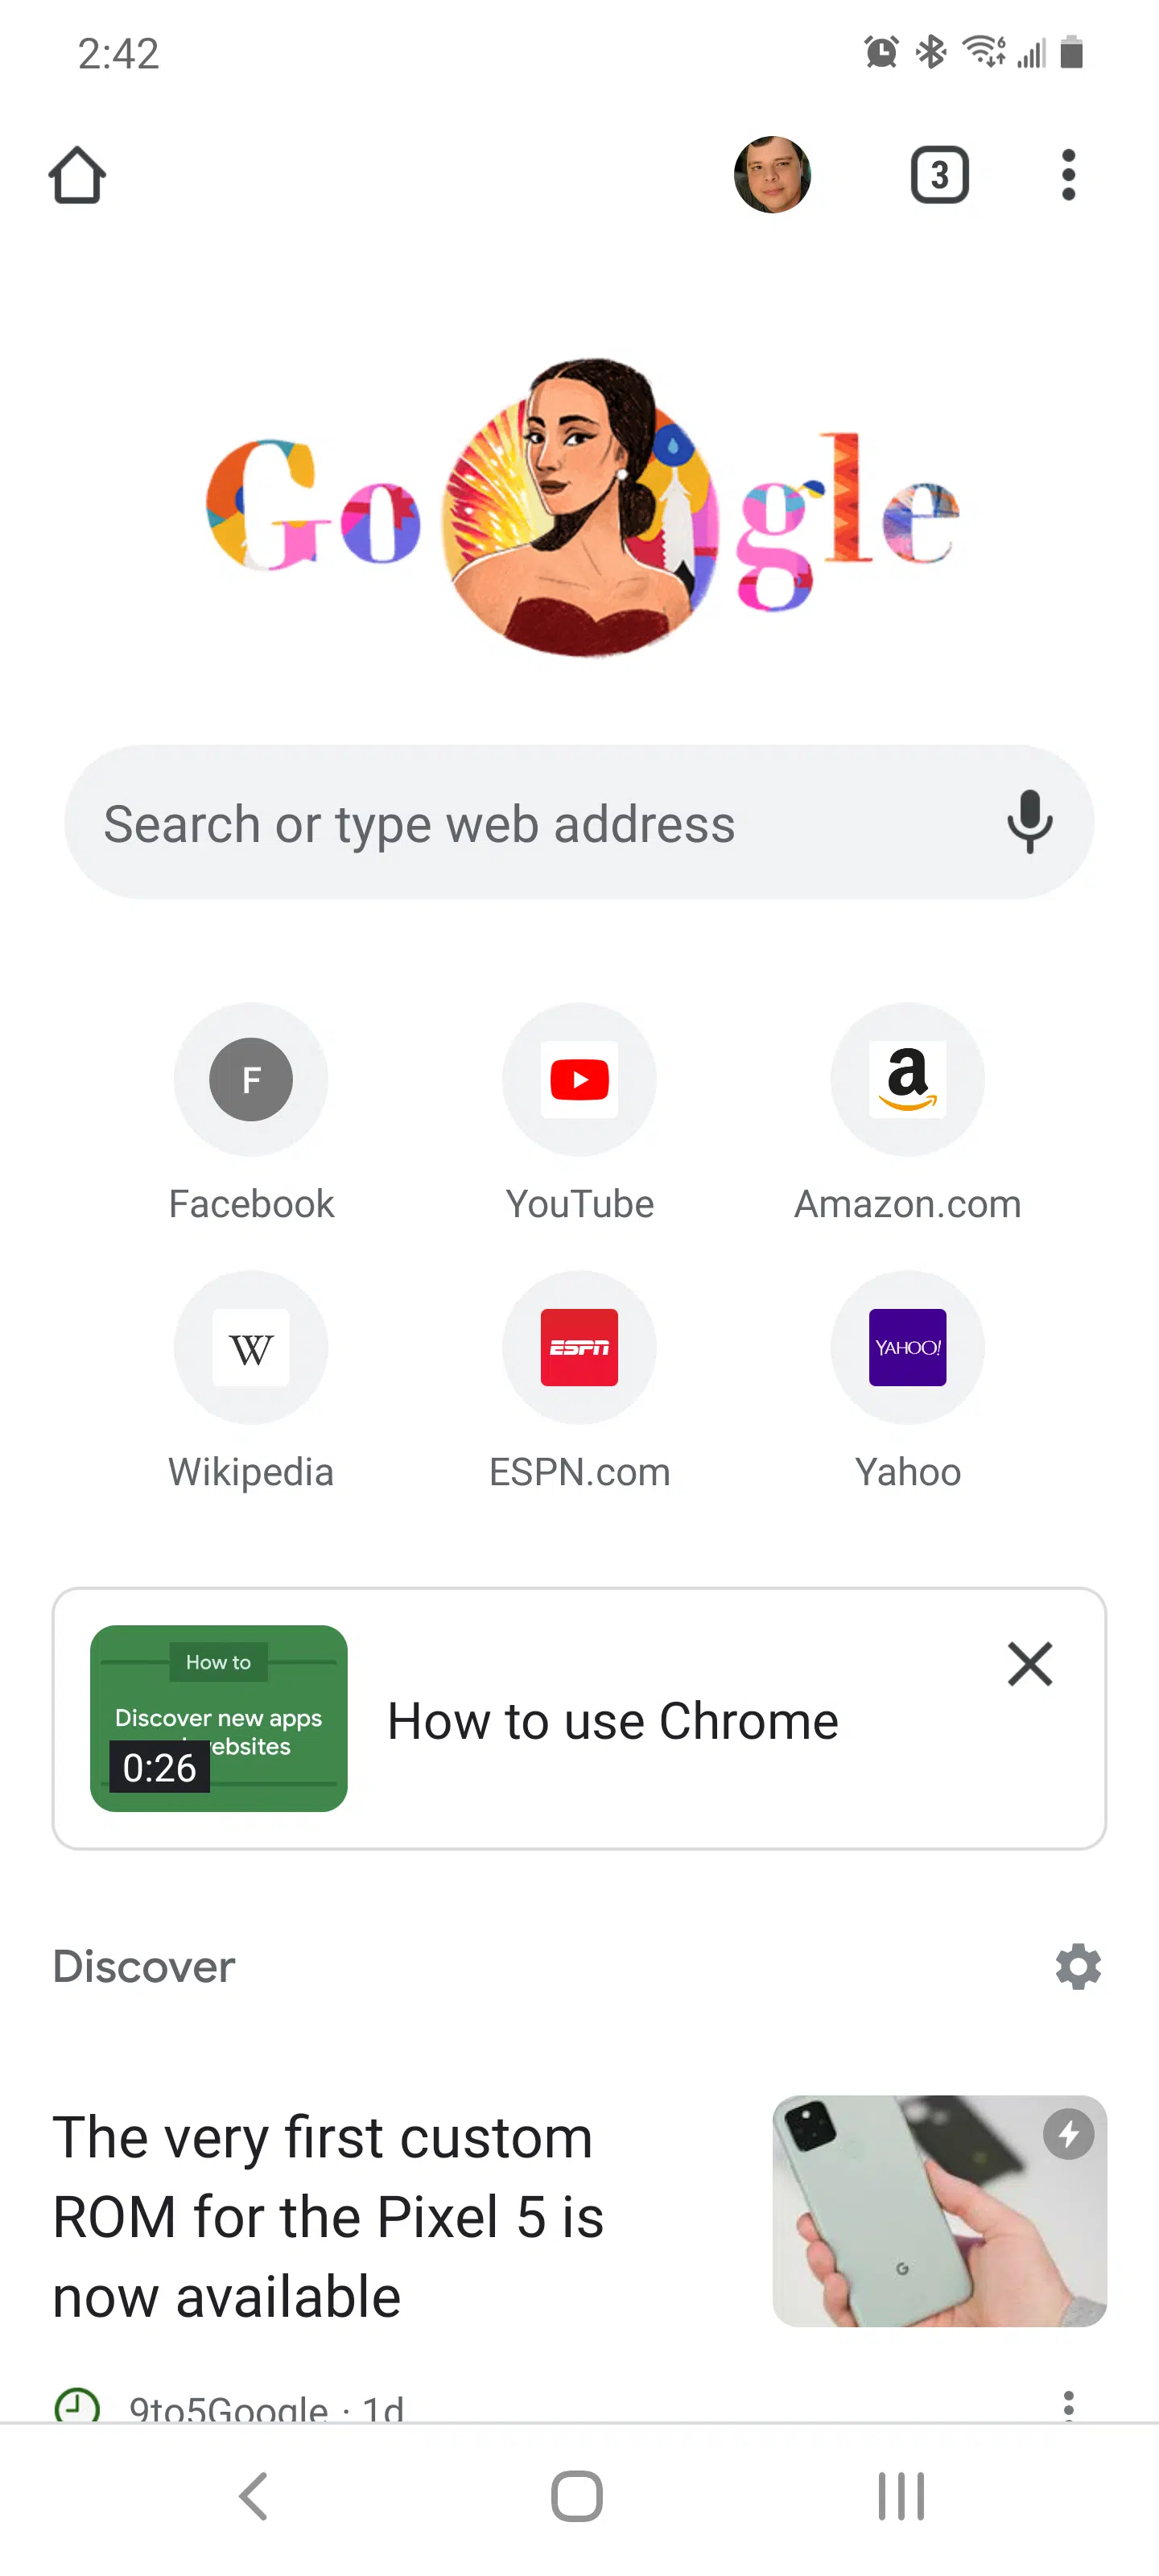 2:42
6
3
Google
Search or type web address
F
a
Facebook
YouTube
Amazon.com
W
ESPN
YAHOO!
Wikipedia
ESPN.com
Yahoo
How to
Discover new apps
ebsites
0:26
How to use Chrome
Discover
The very first custom
ROM for the Pixel 5 is
now available
G
9to5Google · 1d